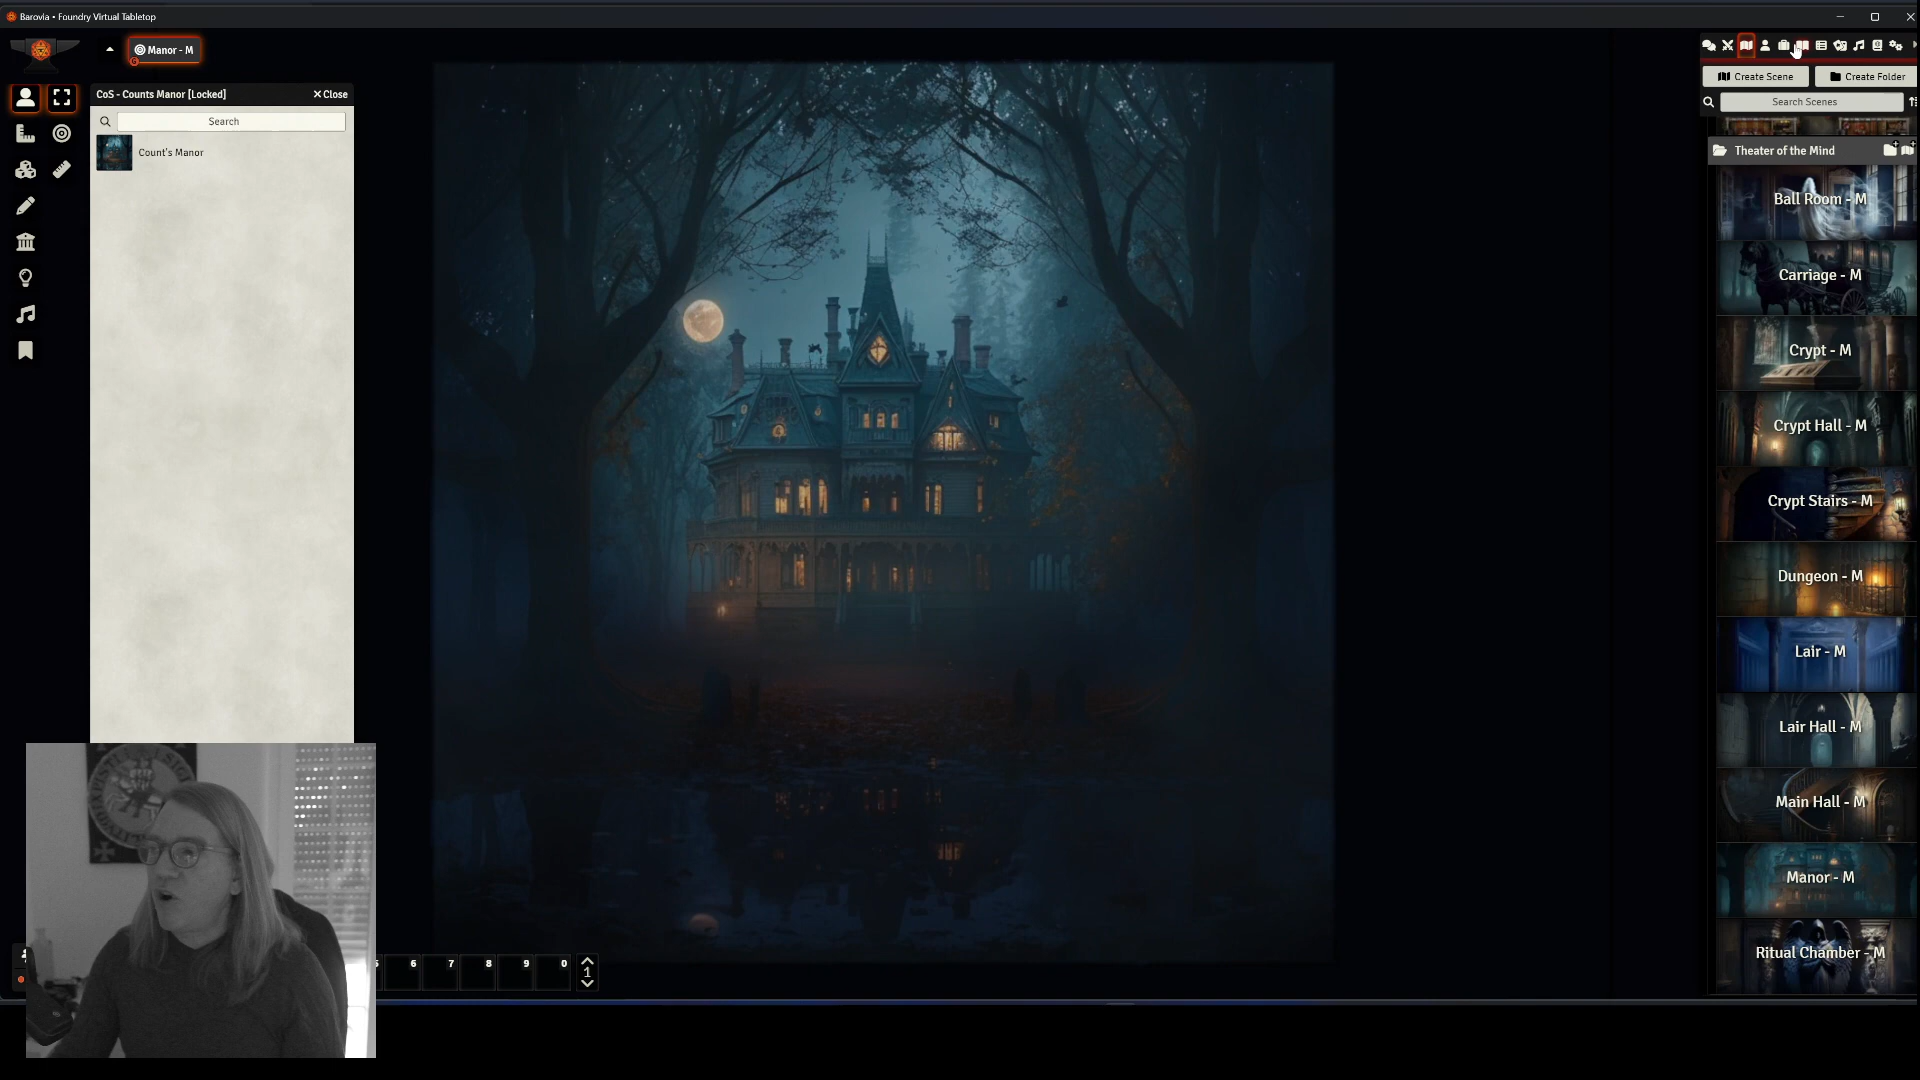 Barovia • Foundry Virtual Tabletop
Manor - M
G
Create Scene
Create Folder
Search Scenes
CoS - Counts Manor [Locked]
Close
Search
Count's Manor
Theater of the Mind
Ball Room - M
Carriage - M
Crypt - M
Crypt Hall - M
Crypt Stairs - M
Dungeon - M
Lair - M
Lair Hall - M
Main Hall - M
Manor - M
Ritual Chamber - M
6 7 8 9 0
1